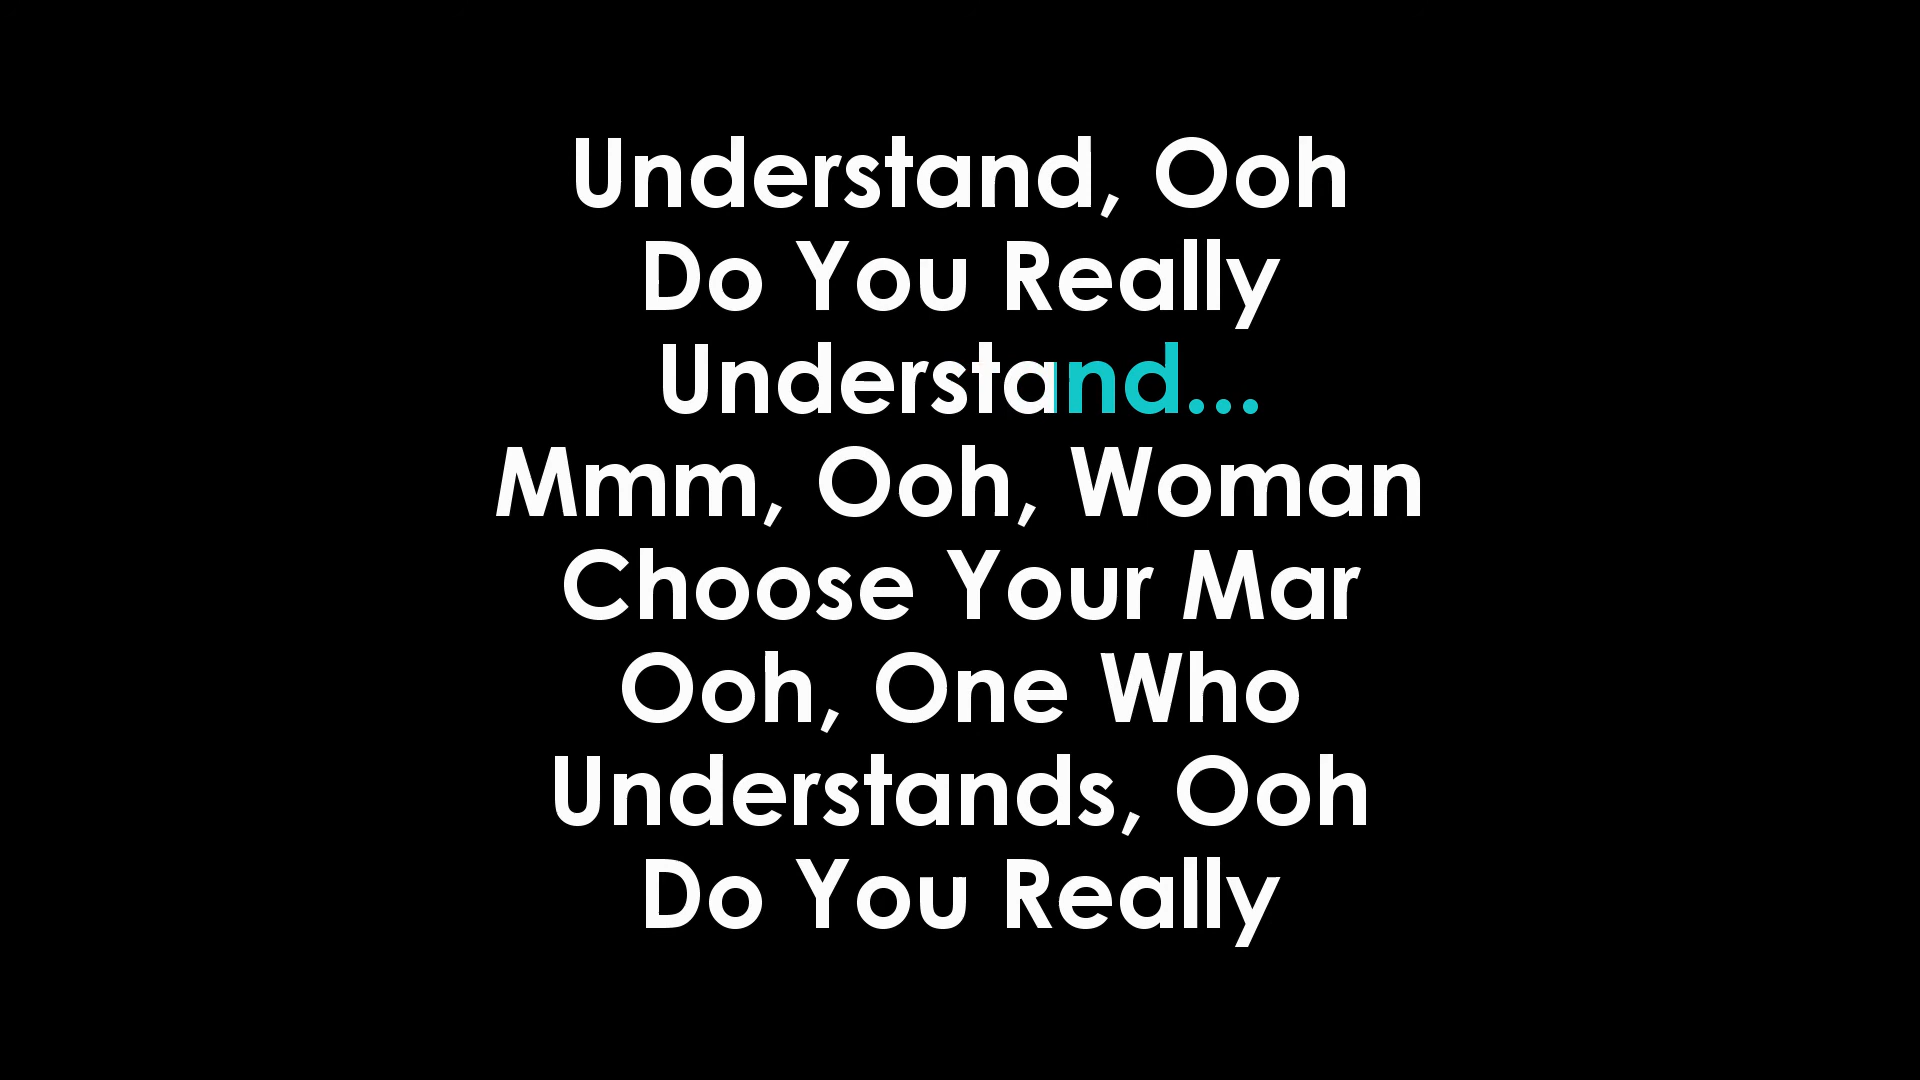 Understand, Ooh
Do You Really
Understand...
Mmm, Ooh, Woman
Choose Your Mar
Ooh, One Who
Understands, Ooh
Do You Really